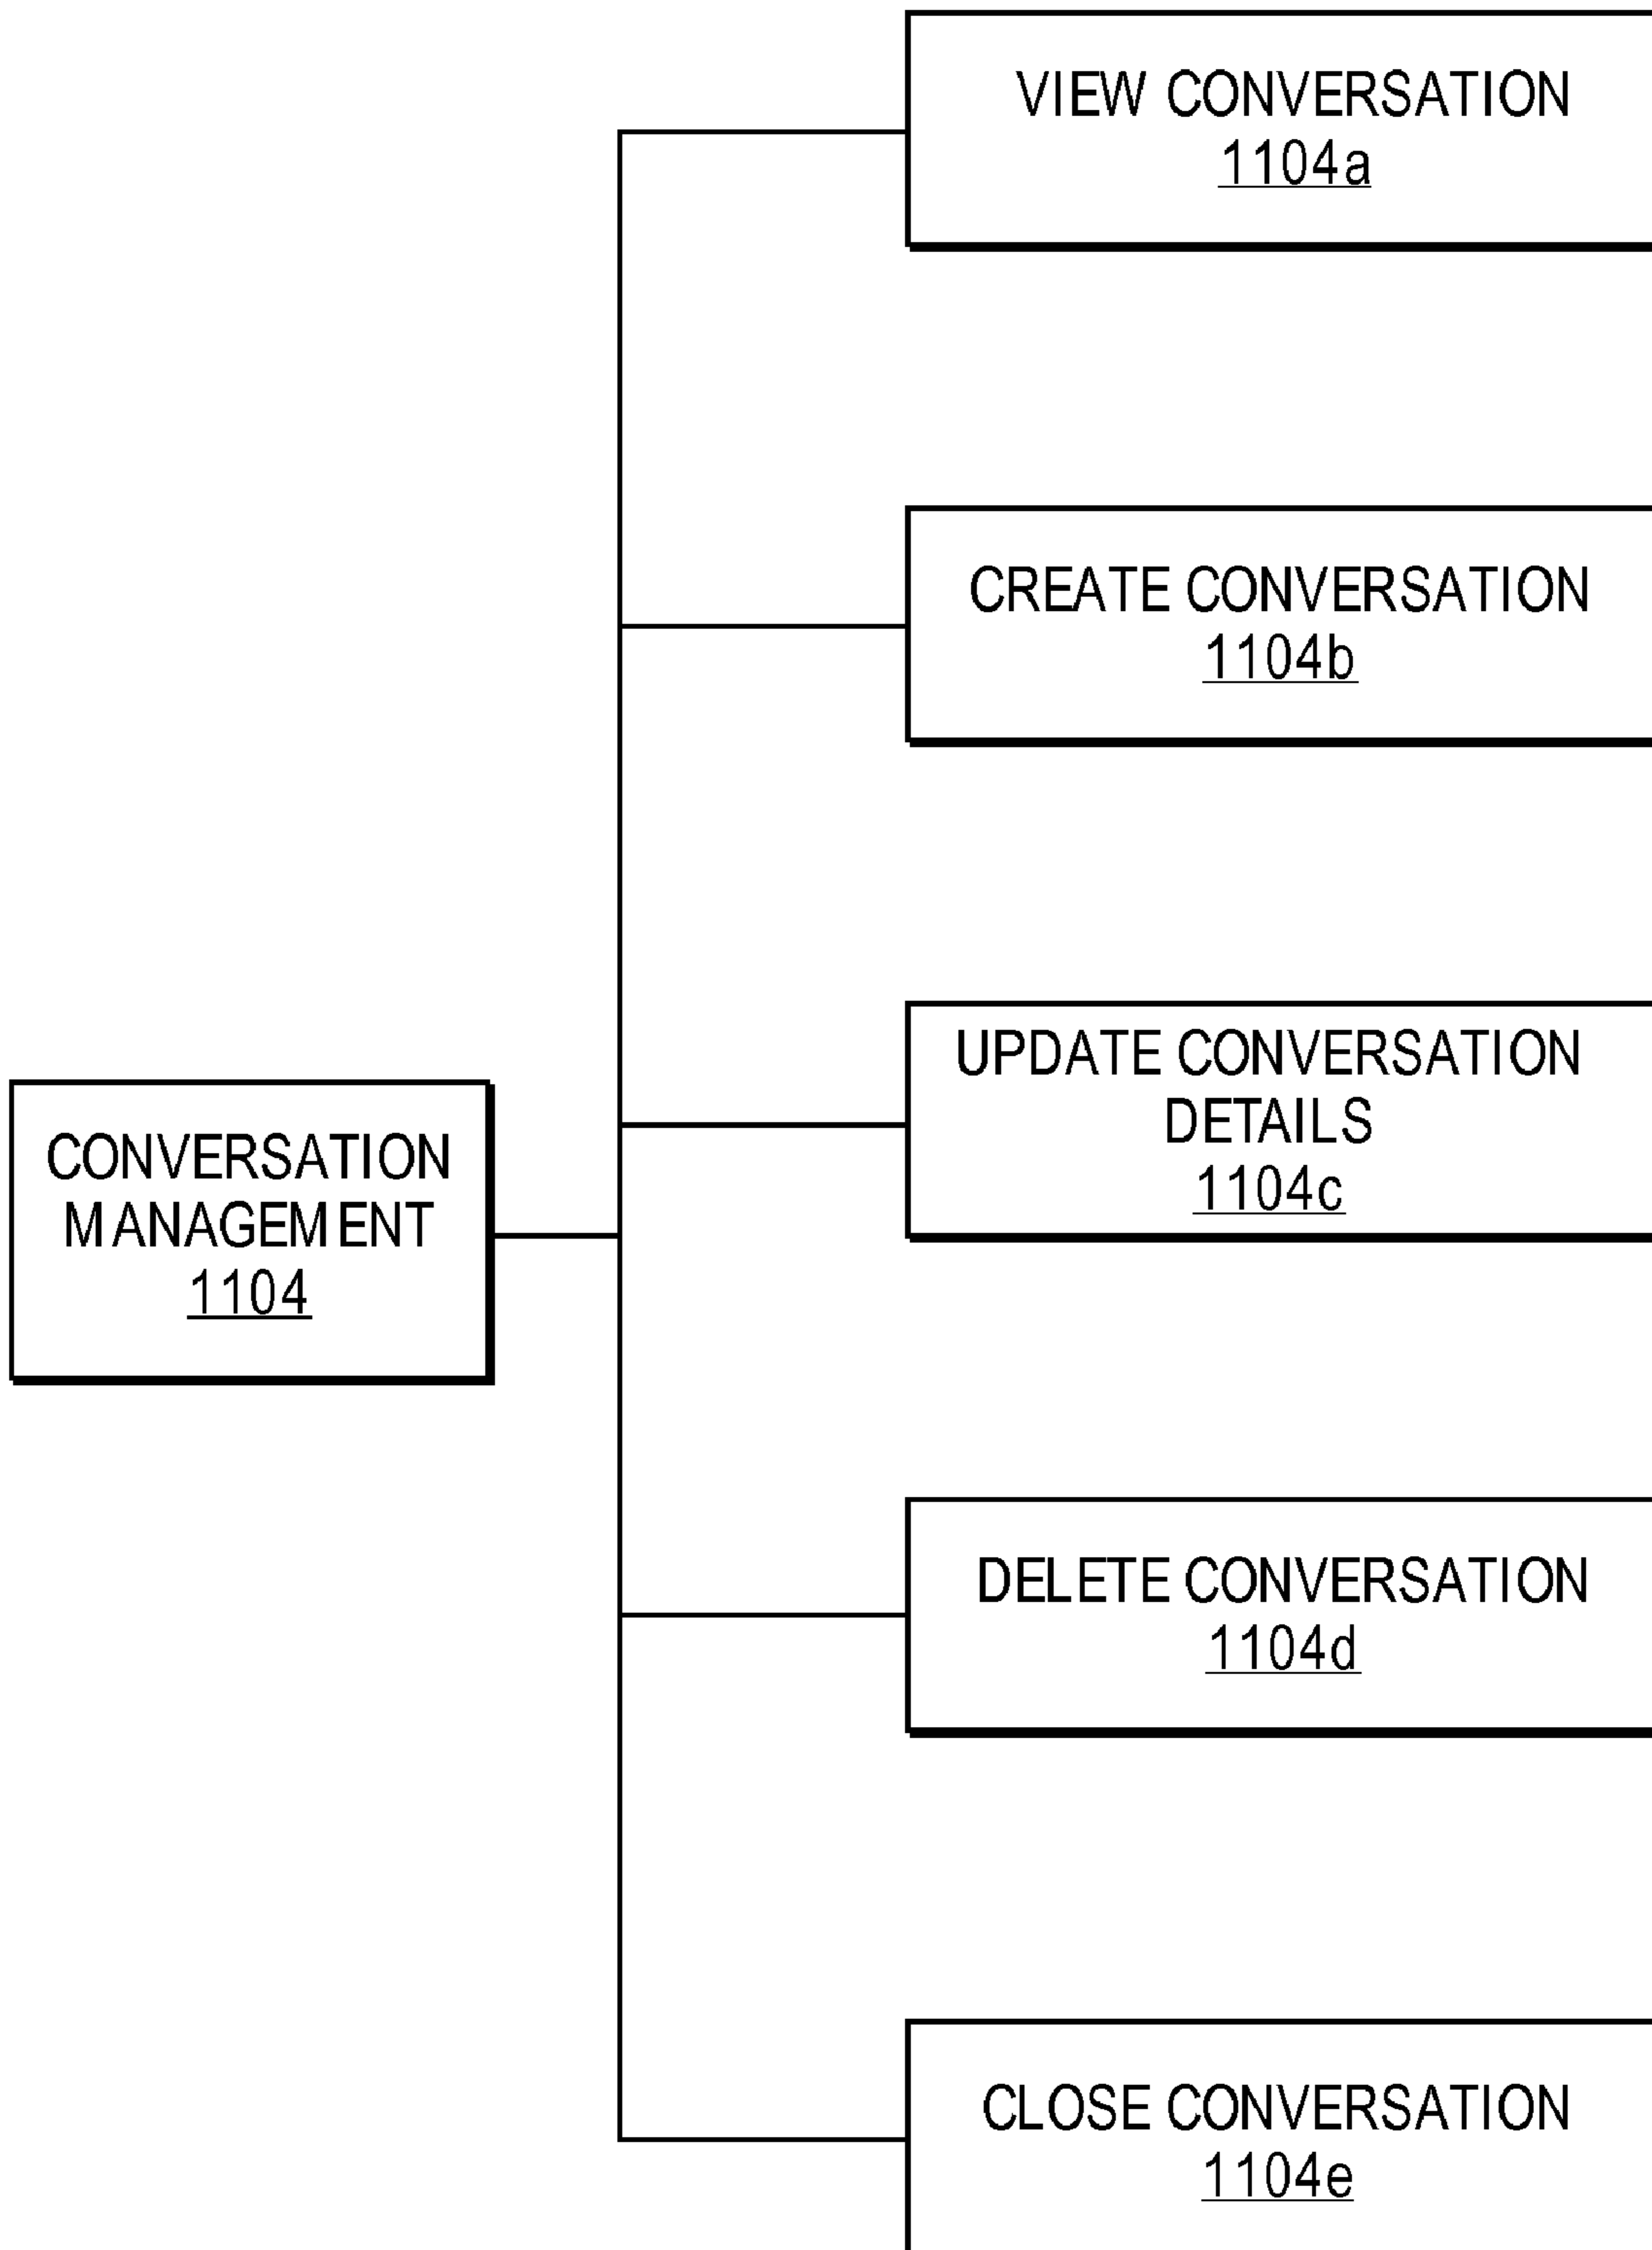 VIEW CONVERSATION
1104a
CREATE CONVERSATION
1104b
UPDATE CONVERSATION
DETAILS
1104c
CONVERSATION
MANAGEMENT
1104
DELETE CONVERSATION
1104d
CLOSE CONVERSATION
1104e